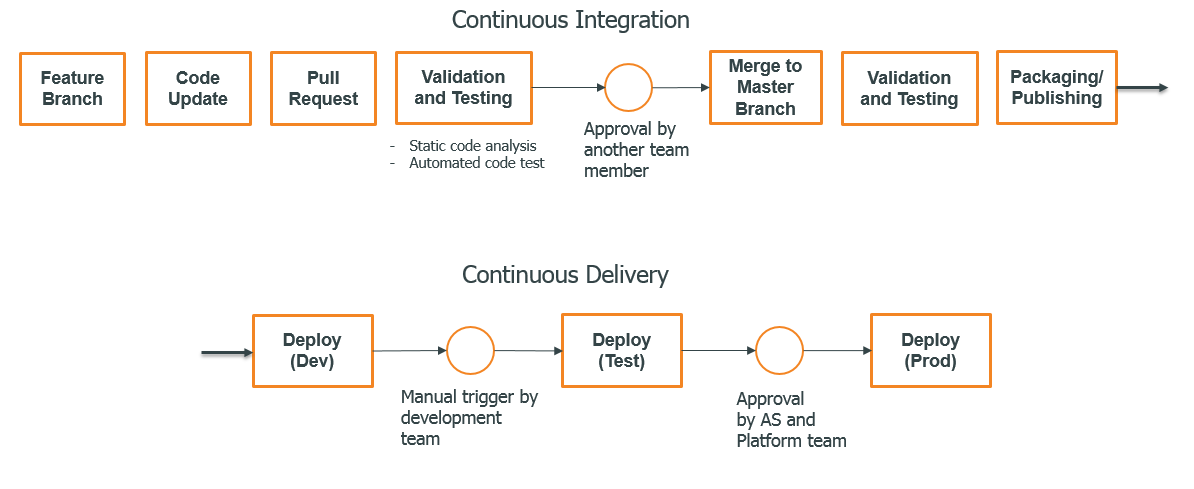 Continuous Integration
Feature
Branch
Code
Update
Pull
Request
Validation
and Testing
- Static code analysis
- Automated code test
Approval by
another team
member
Merge to
Master
Branch
Validation
and Testing
Packaging/
Publishing
Continuous Delivery
Deploy
(Dev)
Manual trigger by
development
team
Deploy
(Test)
Approval
by AS and
Platform team
Deploy
(Prod)